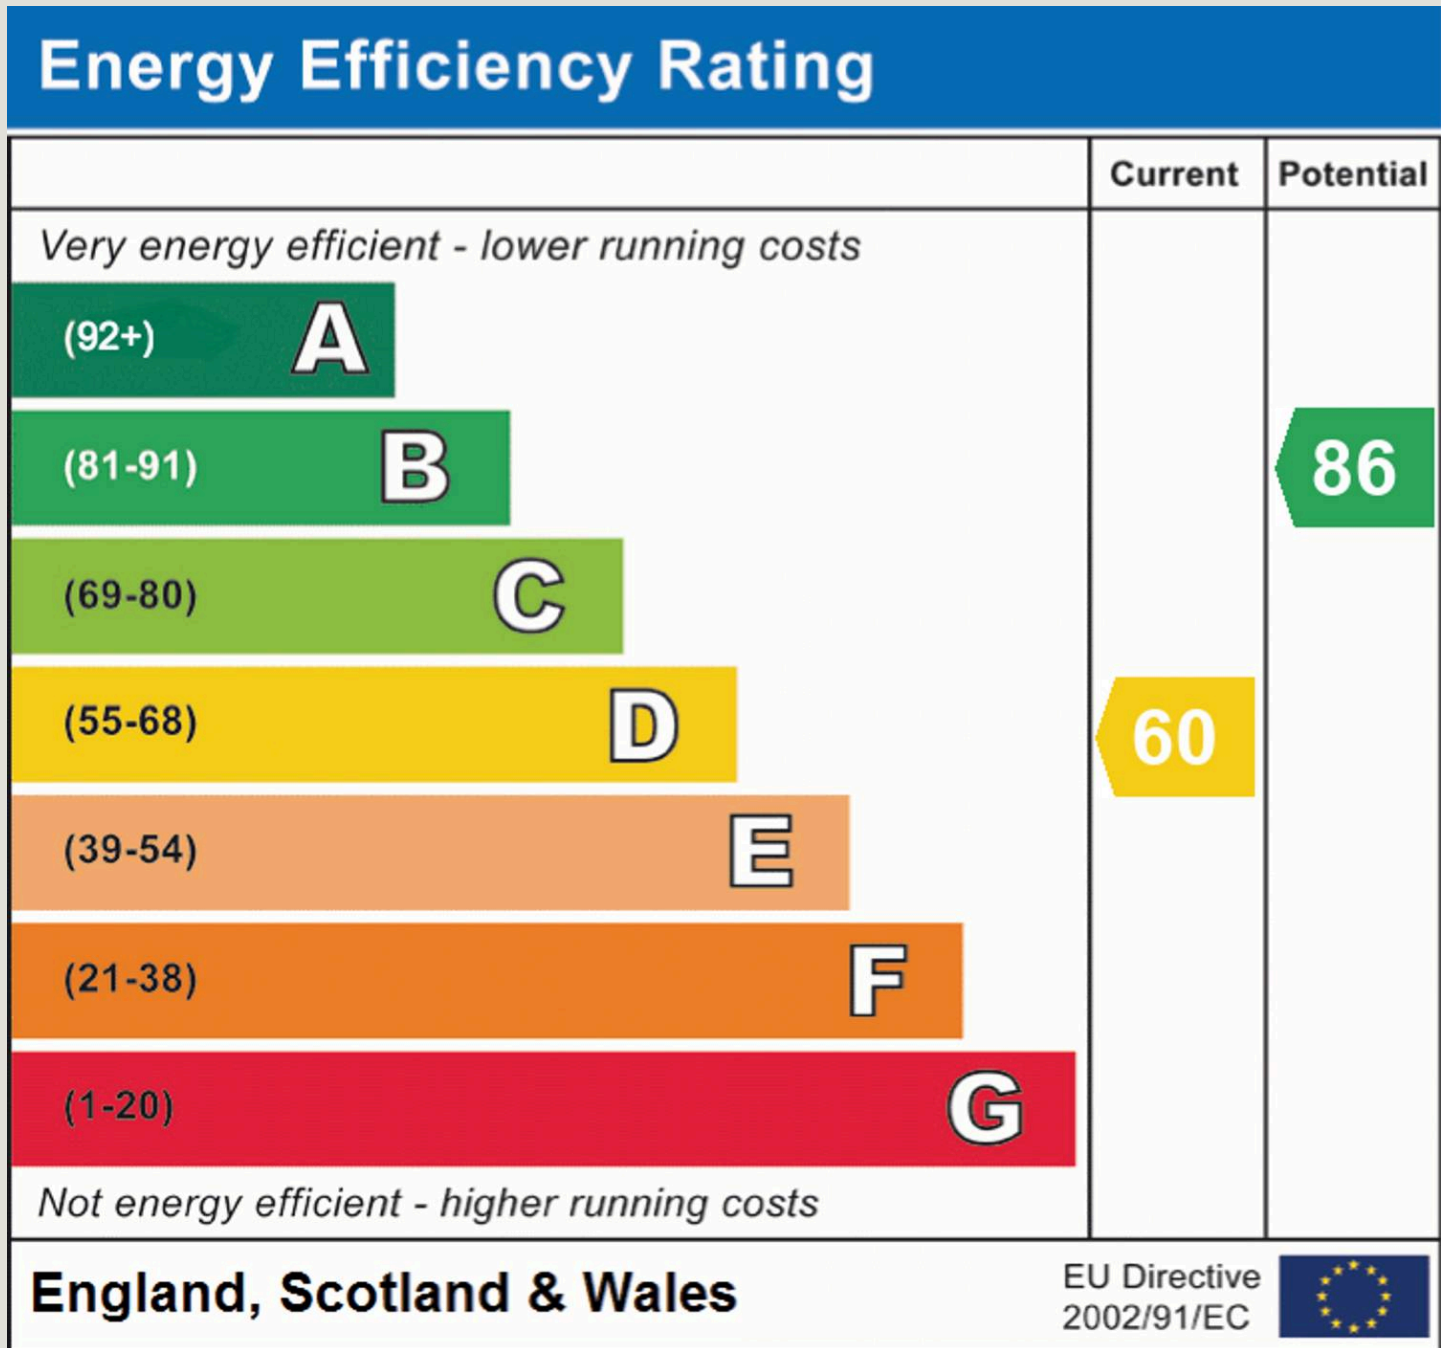 Energy Efficiency Rating
Current Potential
Very energy efficient - lower running costs
(92+) A
(81-91) B
86
(69-80) C
(55-68) D
60
(39-54) E
(21-38) F
(1-20) G
Not energy efficient - higher running costs
England, Scotland & Wales
EU Directive
2002/91/EC